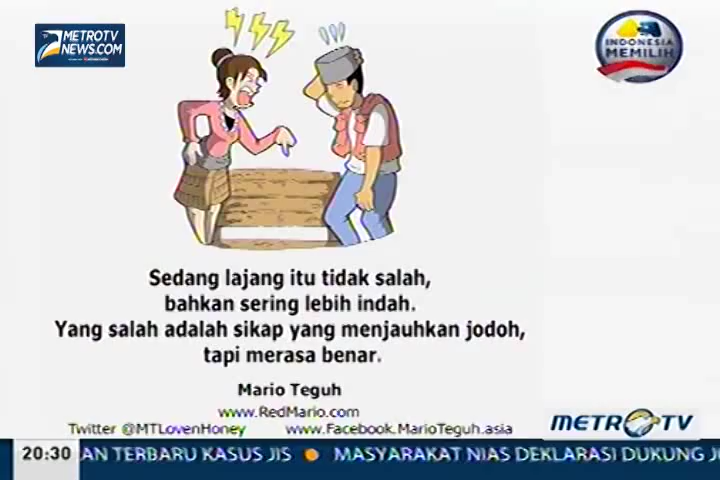 METROTV
NEWS.COM
INDONESIA
MEMILIH
Sedang lajang itu tidak salah,
bahkan sering lebih indah.
Yang salah adalah sikap yang menjauhkan jodoh,
tapi merasa benar.
Mario Teguh
www.RedMario.com
Twitter @MTLovenHoney www.Facebook.MarioTeguh.asia
METROTV
20:30 AN TERBARU KASUS JIS MASYARAKAT NIAS DEKLARASI DUKUNG J